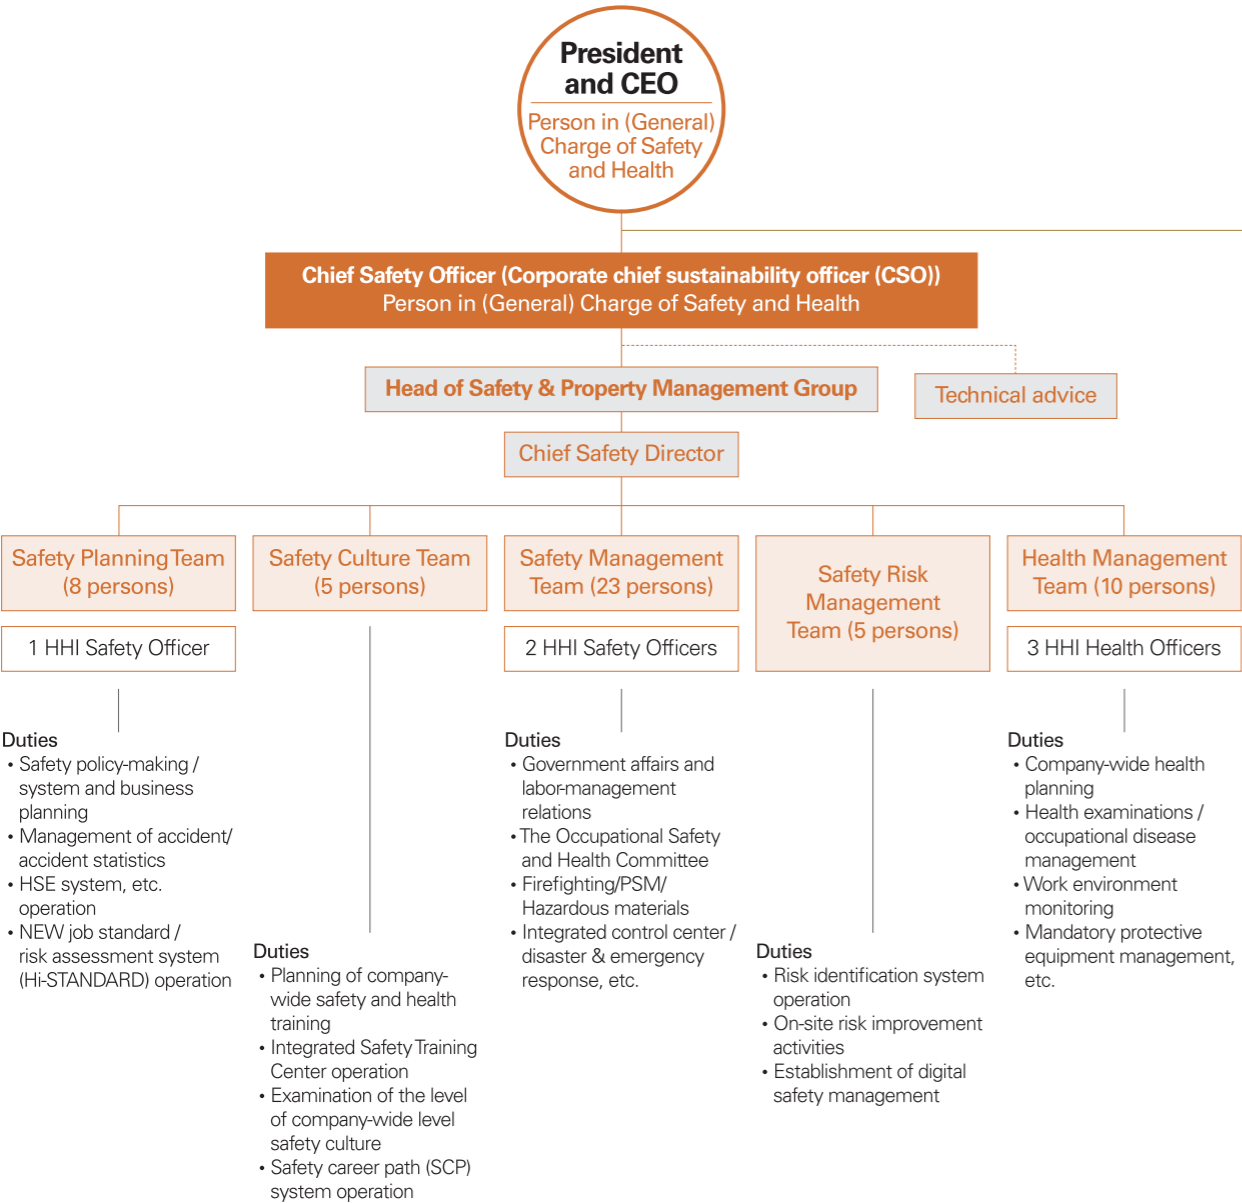 President
and CEO
Person in (General)
Charge of Safety
and Health
Chief Safety Officer (Corporate chief sustainability officer (CSO))
Person in (General) Charge of Safety and Health
Head of Safety & Property Management Group
Technical advice
Chief Safety Director
Safety Planning Team
(8 persons)
1 HHI Safety Officer
Duties
• Safety policy-making /
system and business
planning
• Management of accident/
accident statistics
• HSE system, etc.
operation
• NEW job standard /
risk assessment system
(Hi-STANDARD) operation
Safety Culture Team
(5 persons)
Duties
• Planning of company-
wide safety and health
training
• Integrated Safety Training
Center operation
• Examination of the level
of company-wide level
safety culture
• Safety career path (SCP)
system operation
Safety Management
Team (23 persons)
2 HHI Safety Officers
Duties
• Government affairs and
labor-management
relations
• The Occupational Safety
and Health Committee
• Firefighting/PSM/
Hazardous materials
• Integrated control center /
disaster & emergency
response, etc.
Safety Risk
Management
Team (5 persons)
Duties
• Risk identification system
operation
• On-site risk improvement
activities
• Establishment of digital
safety management
Health Management
Team (10 persons)
3 HHI Health Officers
Duties
• Company-wide health
planning
• Health examinations /
occupational disease
management
• Work environment
monitoring
• Mandatory protective
equipment management,
etc.